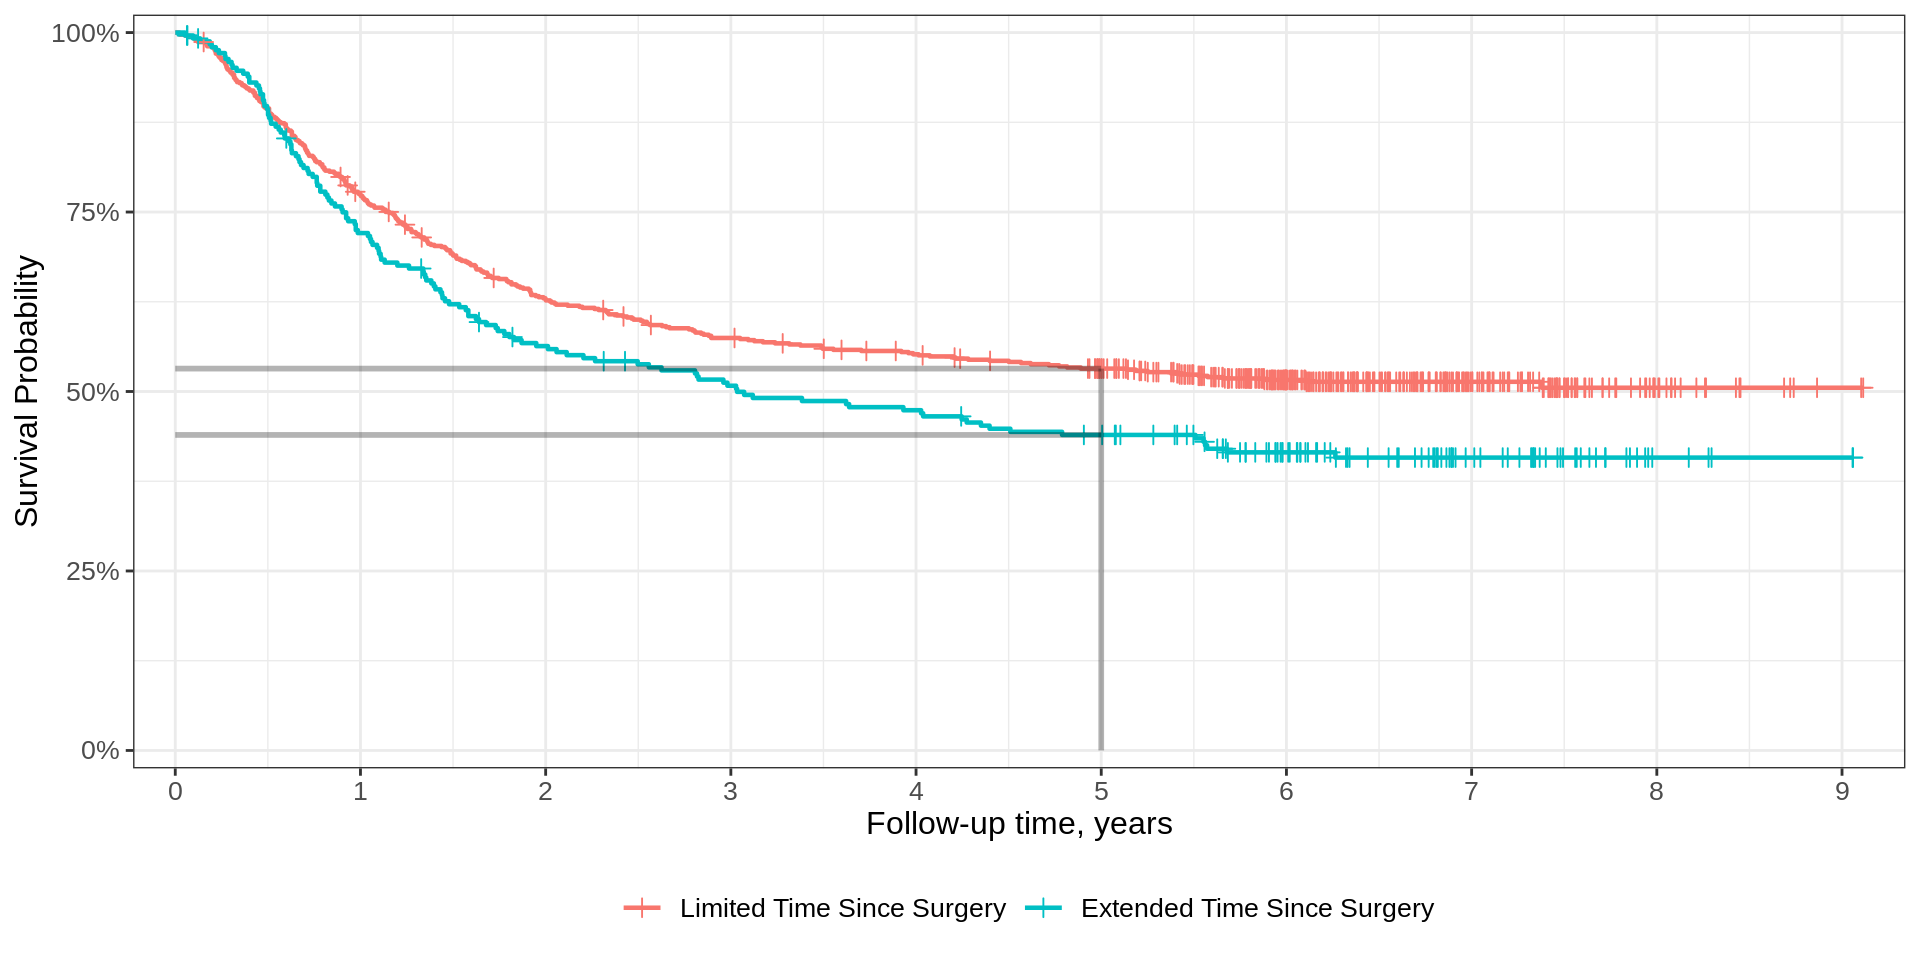 100%
75%
50%
25%
0%
Survival Probability
0 1 2 3 4 5 6 7 8 9
Follow-up time, years
Limited Time Since Surgery Extended Time Since Surgery